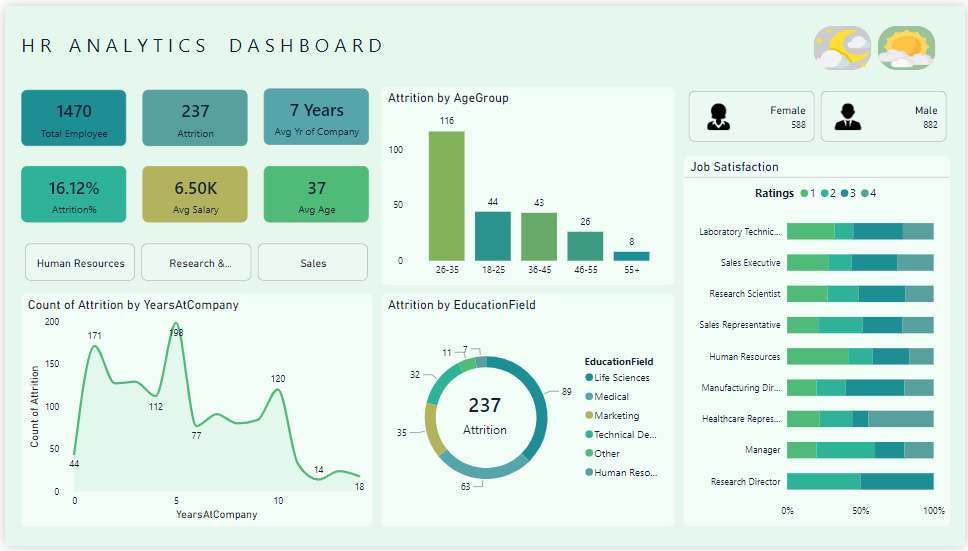 HR ANALYTICS DASHBOARD
1470
Total Employee
237
Attrition
7 Years
Avg Yr of Company
16.12%
Attrition%
6.50K
Avg Salary
37
Avg Age
Human Resources
Research &...
Sales
Attrition by AgeGroup
100
50
0
116
44
43
26
8
26-35
18-25
36-45
46-55
55+
Female
588
Male
882
Job Satisfaction
Ratings 1 2 3 4
Laboratory Technic...
Sales Executive
Research Scientist
Sales Representative
Human Resources
Manufacturing Dir...
Healthcare Repres...
Manager
Research Director
0% 50% 100%
Count of Attrition by YearsAtCompany
Count of Attrition
200
150
100
50
0
44
171
112
198
77
120
14
18
0 5 10
YearsAtCompany
Attrition by EducationField
89
63
35
32
11
7
237
Attrition
EducationField
Life Sciences
Medical
Marketing
Technical De...
Other
Human Reso...